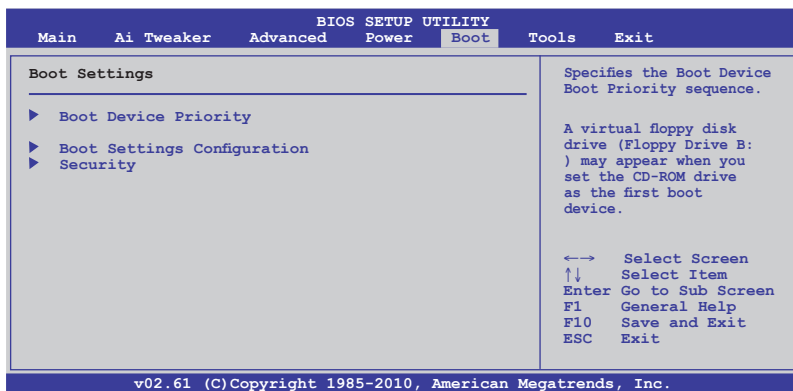 BIOS SETUP UTILITY
Main Ai Tweaker Advanced Power Boot Tools Exit
Boot Settings
Boot Device Priority
Boot Settings Configuration
Security
Specifies the Boot Device
Boot Priority sequence.
A virtual floppy disk
drive (Floppy Drive B:
) may appear when you
set the CD-ROM drive
as the first boot
device.
←→ Select Screen
↑↓ Select Item
Enter Go to Sub Screen
F1 General Help
F10 Save and Exit
ESC Exit
v02.61 (C)Copyright 1985-2010, American Megatrends, Inc.